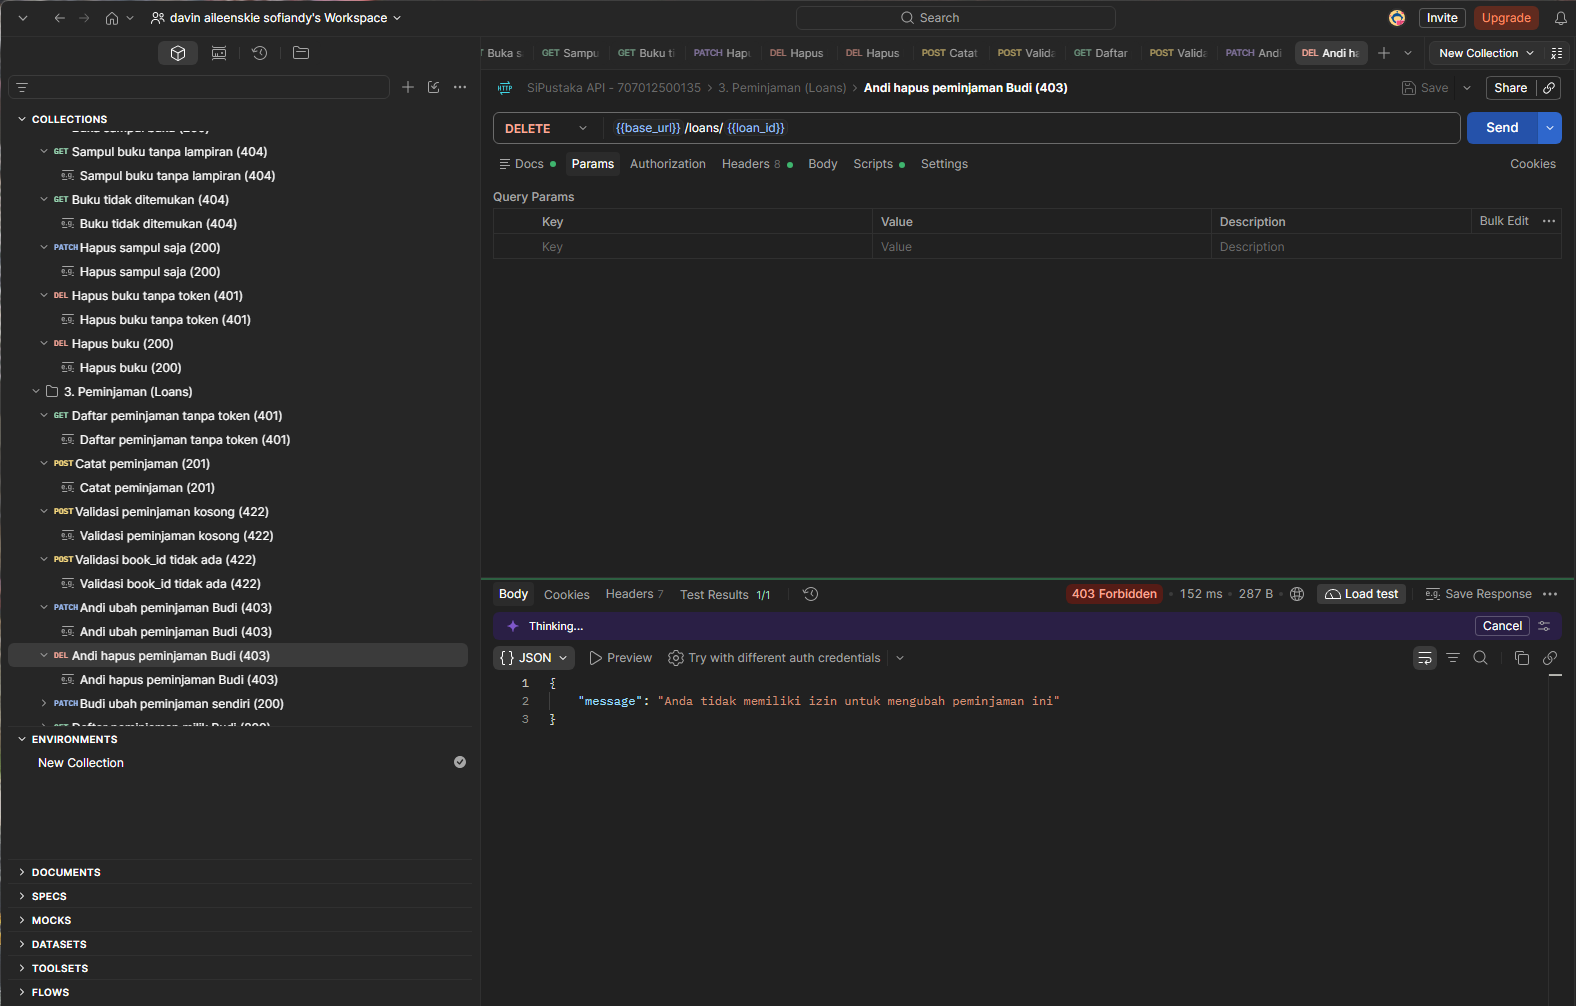 davin aileenskie sofiandy's Workspace
Search
Invite
Upgrade
Buka s
GET Sampu
GET Buku ti
PATCH Hapu
DEL Hapus
DEL Hapus
POST Catat
POST Valida
GET Daftar
POST Valida
PATCH Andi
DEL Andi ha
New Collection
HTTP SiPustaka API - 707012500135 > 3. Peminjaman (Loans) > Andi hapus peminjaman Budi (403)
Save
Share
DELETE
{{base_url}} /loans/ {{loan_id}}
Send
Docs
Params
Authorization
Headers 8
Body
Scripts
Settings
Cookies
Query Params
Key Value Description Bulk Edit
Key Value Description
COLLECTIONS
GET Sampul buku tanpa lampiran (404)
e.g. Sampul buku tanpa lampiran (404)
GET Buku tidak ditemukan (404)
e.g. Buku tidak ditemukan (404)
PATCH Hapus sampul saja (200)
e.g. Hapus sampul saja (200)
DEL Hapus buku tanpa token (401)
e.g. Hapus buku tanpa token (401)
DEL Hapus buku (200)
e.g. Hapus buku (200)
3. Peminjaman (Loans)
GET Daftar peminjaman tanpa token (401)
e.g. Daftar peminjaman tanpa token (401)
POST Catat peminjaman (201)
e.g. Catat peminjaman (201)
POST Validasi peminjaman kosong (422)
e.g. Validasi peminjaman kosong (422)
POST Validasi book_id tidak ada (422)
e.g. Validasi book_id tidak ada (422)
PATCH Andi ubah peminjaman Budi (403)
e.g. Andi ubah peminjaman Budi (403)
DEL Andi hapus peminjaman Budi (403)
e.g. Andi hapus peminjaman Budi (403)
PATCH Budi ubah peminjaman sendiri (200)
ENVIRONMENTS
New Collection
DOCUMENTS
SPECS
MOCKS
DATASETS
TOOLSETS
FLOWS
Body
Cookies
Headers 7
Test Results 1/1
403 Forbidden
152 ms
287 B
Load test
e.g. Save Response
Thinking...
Cancel
{} JSON
Preview
Try with different auth credentials
1 {
2 "message": "Anda tidak memiliki izin untuk mengubah peminjaman ini"
3 }